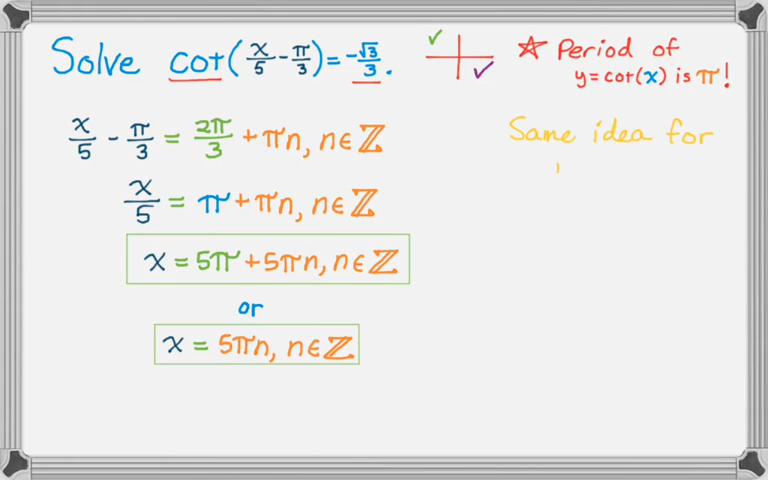 Solve cot(x/5 - π/3) = -√3/3.
✓ ✓
☆ Period of
y=cot(x) is π!
x/5 - π/3 = 2π/3 + πn, n∈ℤ
Same idea for
x/5 = π + πn, n∈ℤ
x = 5π + 5πn, n∈ℤ
or
x = 5πn, n∈ℤ